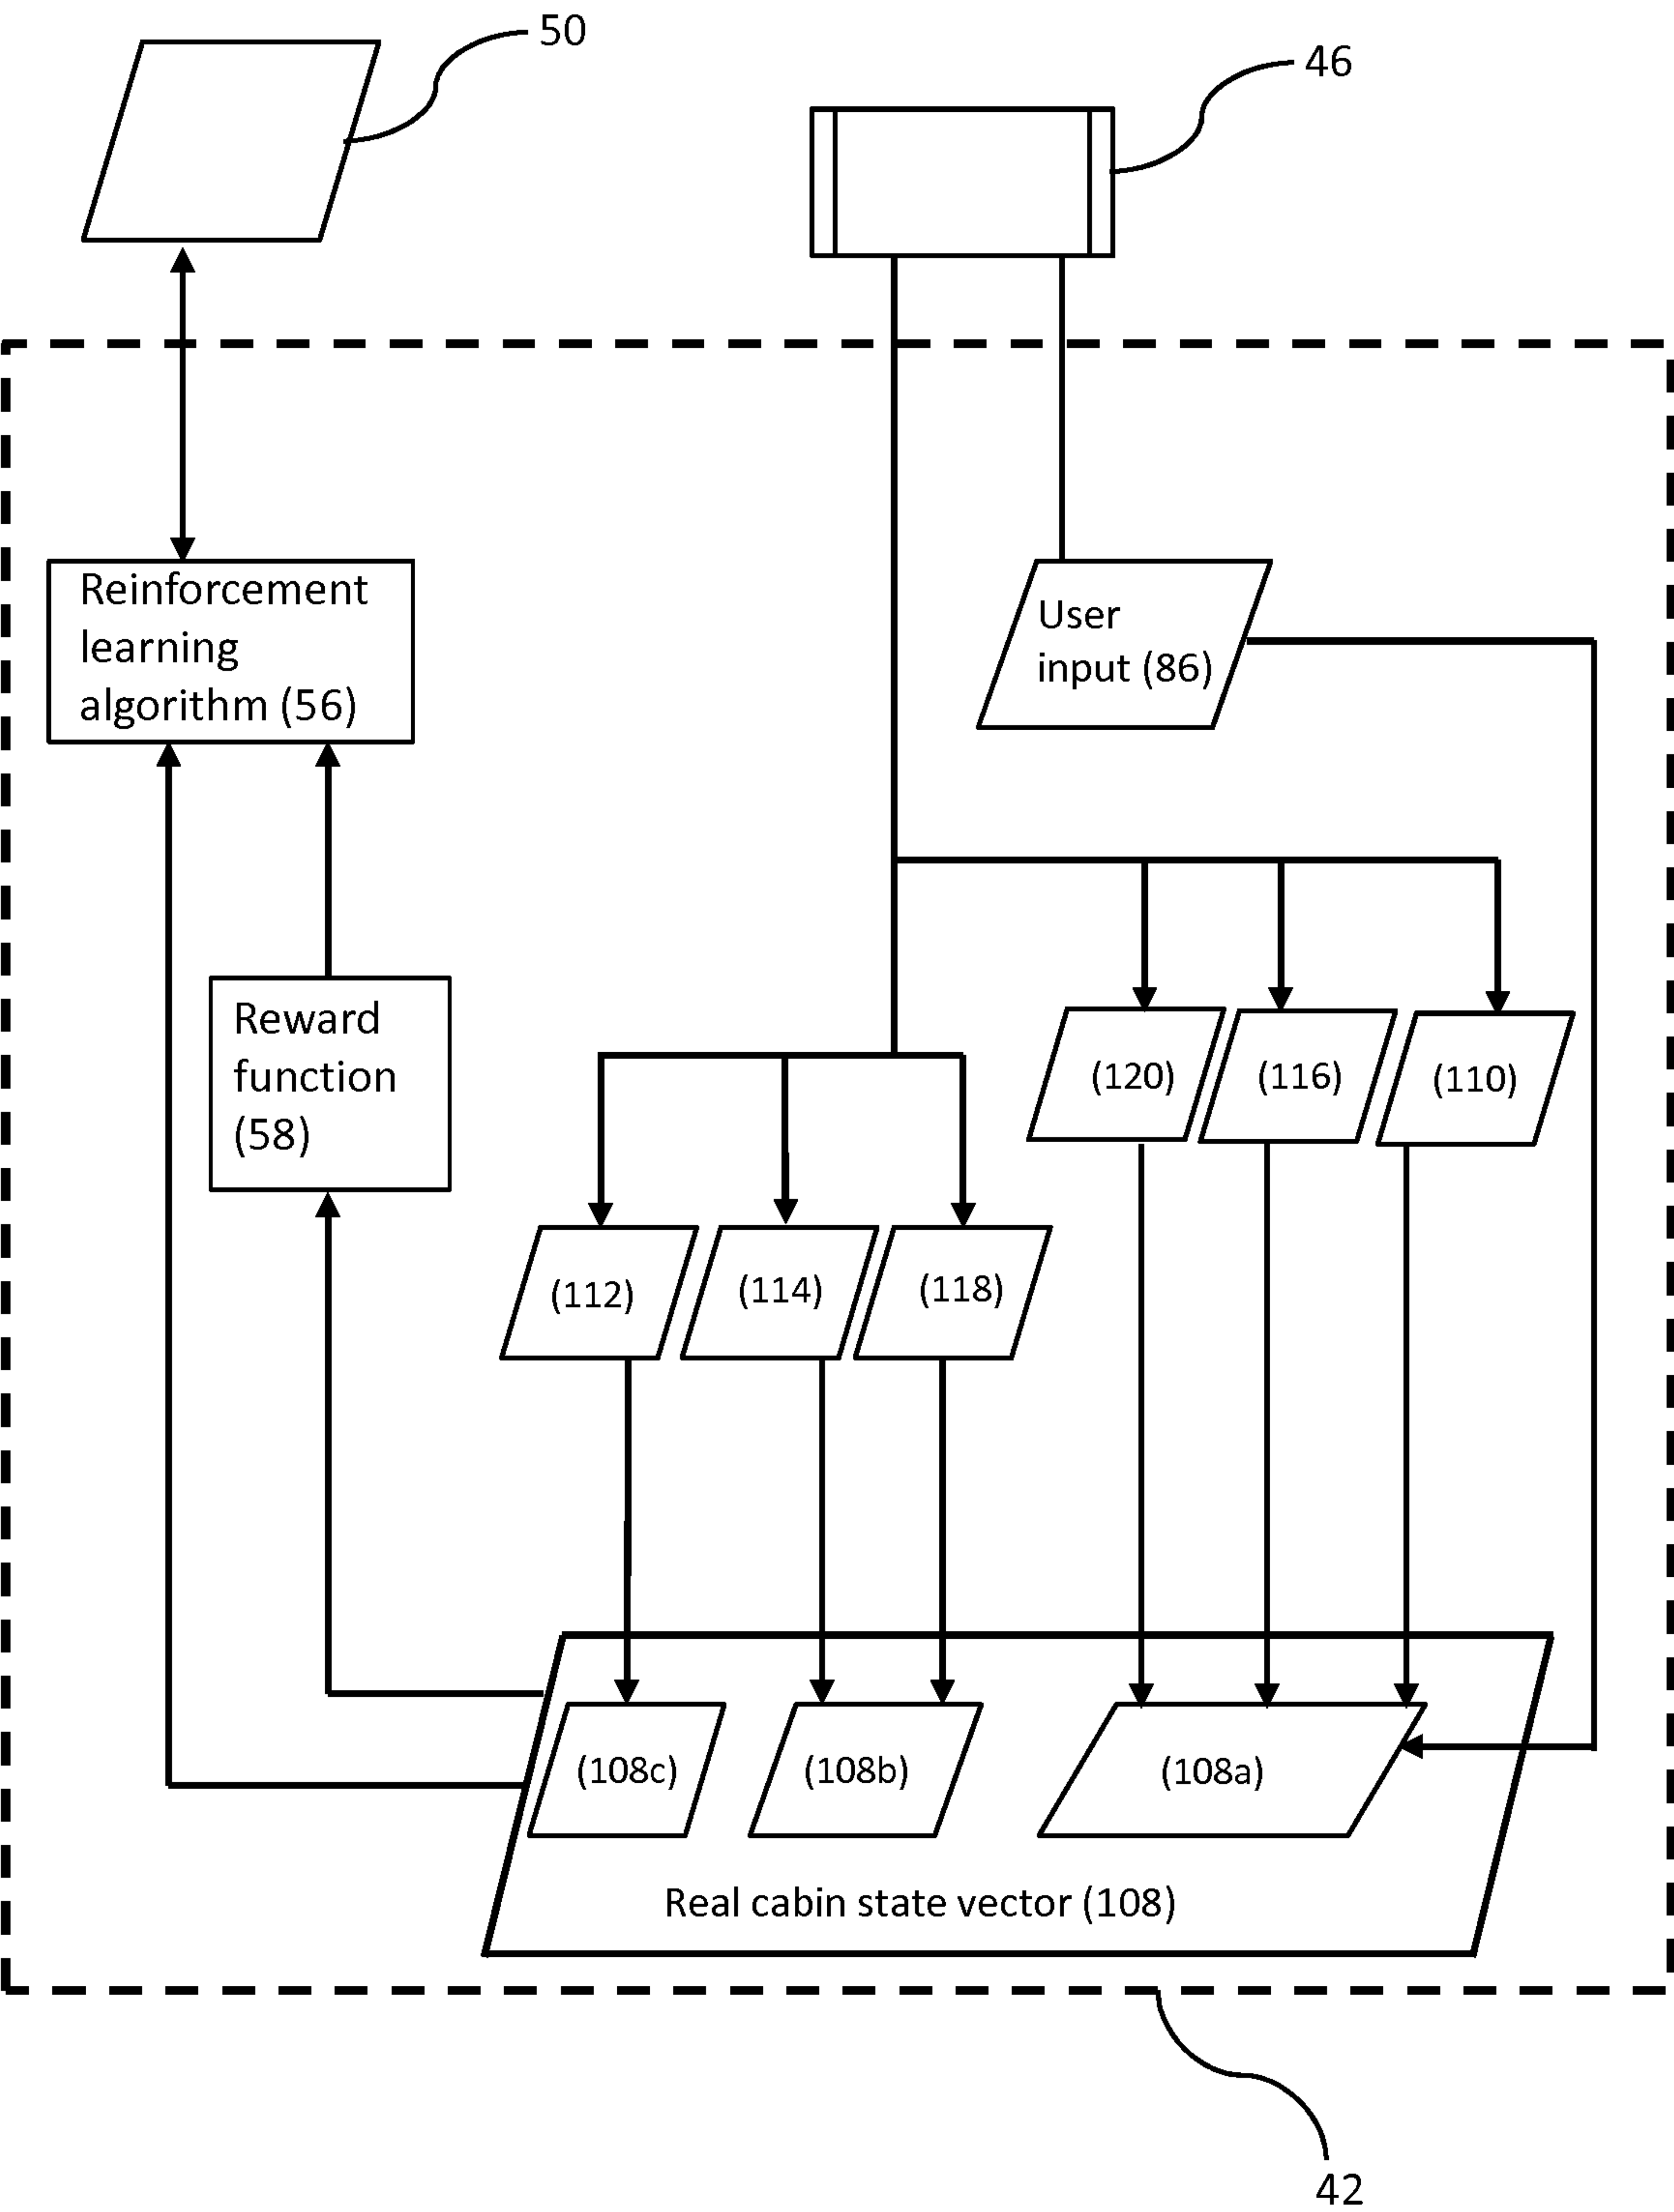 50
46
Reinforcement
learning
algorithm (56)
User
input (86)
Reward
function
(58)
(120)
(116)
(110)
(112)
(114)
(118)
(108c)
(108b)
(108a)
Real cabin state vector (108)
42